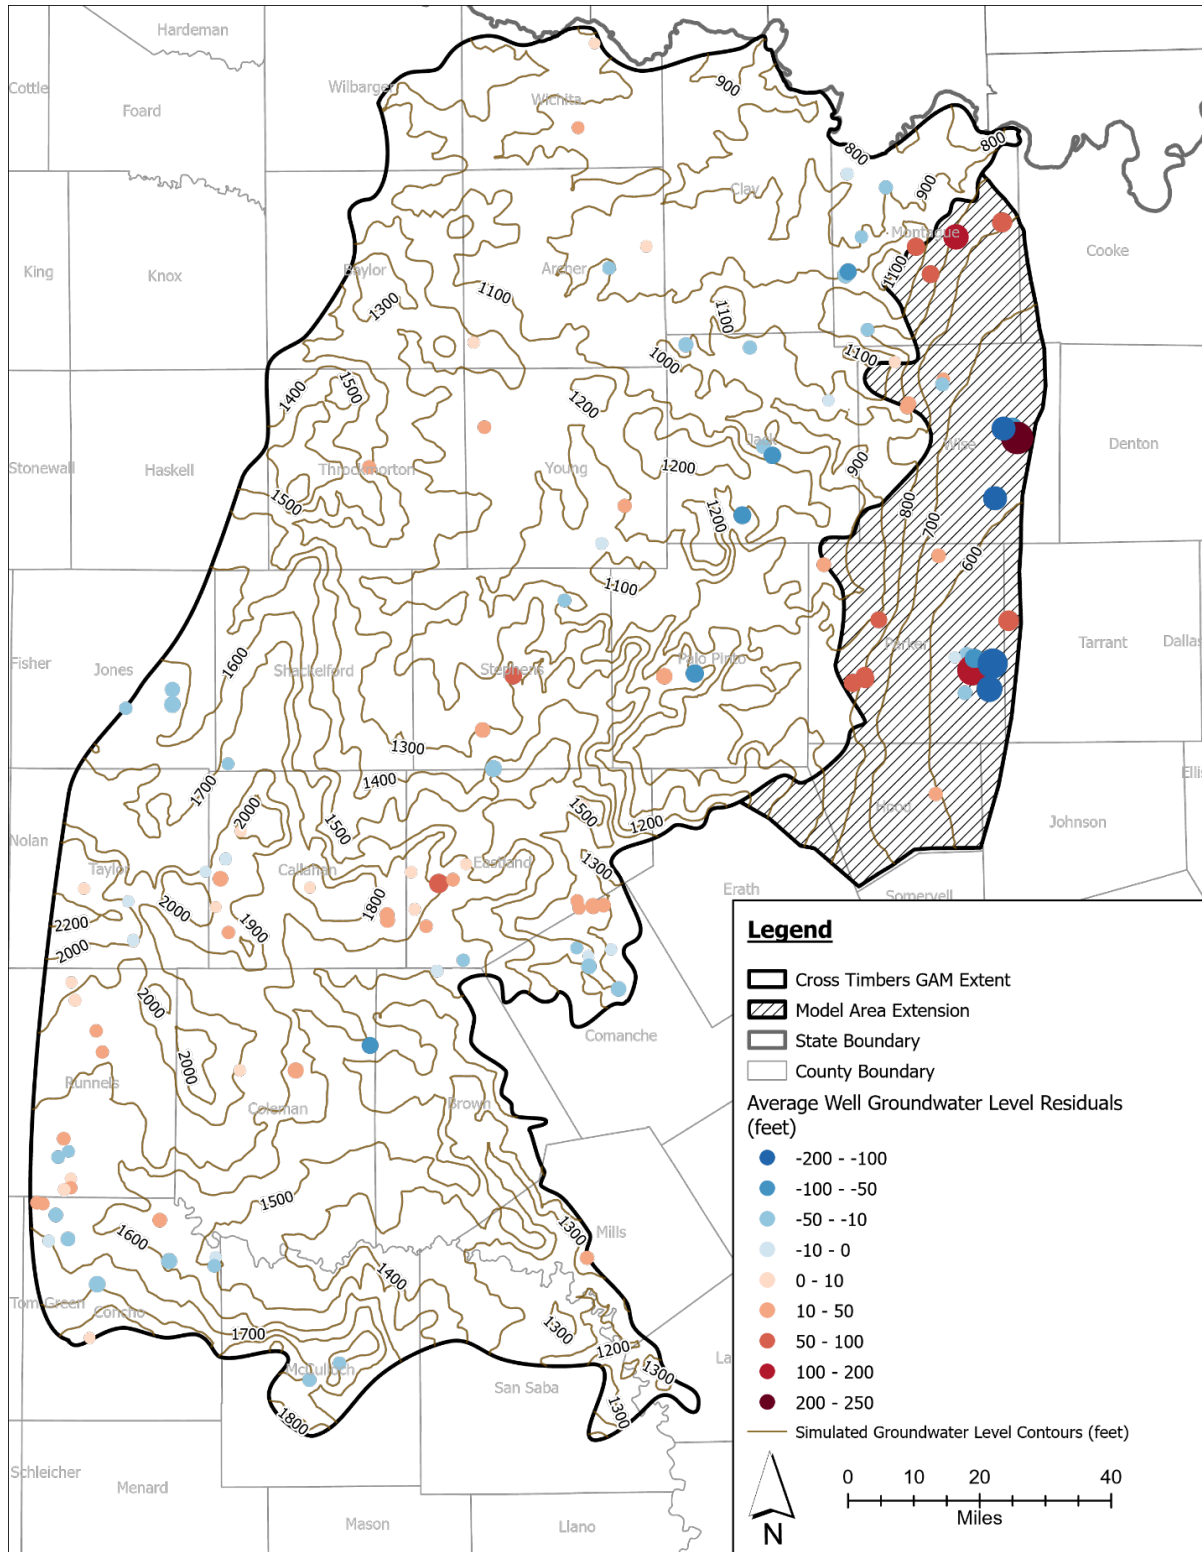 Hardeman
Cottle
Wilbarger
Foard
Wichita
900
800
800
Clay
900
Montague
Cooke
King
Knox
Baylor
Archer
1100
1300
1100
1100
1000
1100
1400
1500
1200
Stonewall
Haskell
Throckmorton
Young
Jack
1200
900
Wise
Denton
1500
1200
800
700
600
1100
Fisher
Jones
1600
Shackelford
Stephens
Palo Pinto
Parker
Tarrant
Dallas
1300
1700
1400
Ellis
2000
1500
1500
1200
Hood
Johnson
Nolan
Taylor
Callahan
Eastland
1300
Erath
Somervell
2200
2000
2000
1900
1800
2000
2000
Comanche
Runnels
Coleman
Brown
1500
1600
1300
Mills
1400
Tom Green
Concho
1700
1300
1200
1300
McCulloch
La
San Saba
1800
1300
Schleicher
Menard
Mason
Llano
Legend
Cross Timbers GAM Extent
Model Area Extension
State Boundary
County Boundary
Average Well Groundwater Level Residuals
(feet)
-200 - -100
-100 - -50
-50 - -10
-10 - 0
0 - 10
10 - 50
50 - 100
100 - 200
200 - 250
Simulated Groundwater Level Contours (feet)
0 10 20 40
Miles
N